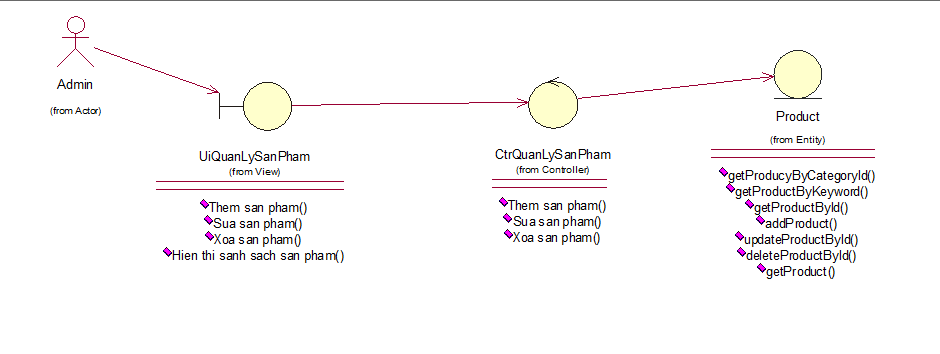 Admin
(from Actor)
UiQuanLySanPham
(from View)
Them san pham()
Sua san pham()
Xoa san pham()
Hien thi sanh sach san pham()
CtrQuanLySanPham
(from Controller)
Them san pham()
Sua san pham()
Xoa san pham()
Product
(from Entity)
getProducyByCategoryId()
getProductByKeyword()
getProductById()
addProduct()
updateProductById()
deleteProductById()
getProduct()